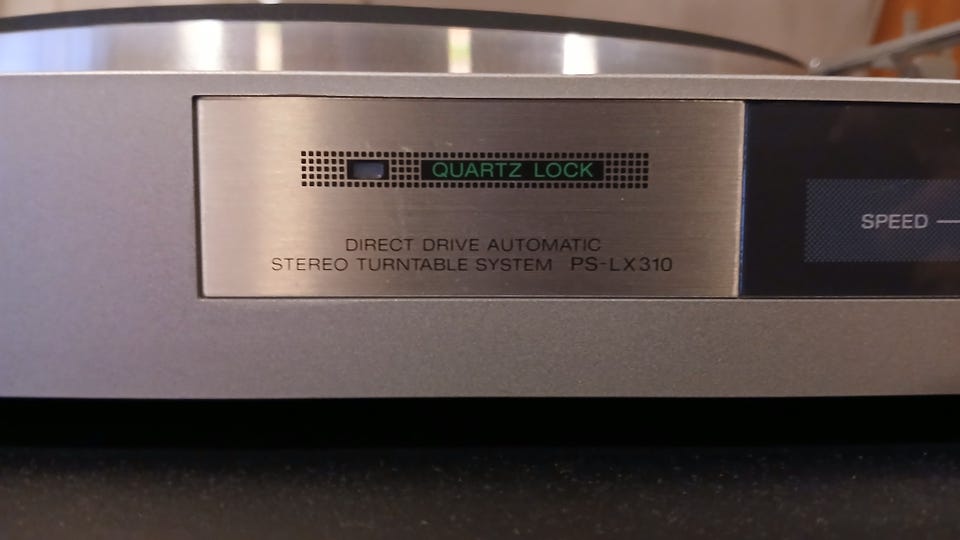 QUARTZ LOCK
DIRECT DRIVE AUTOMATIC
STEREO TURNTABLE SYSTEM PS-LX310
SPEED